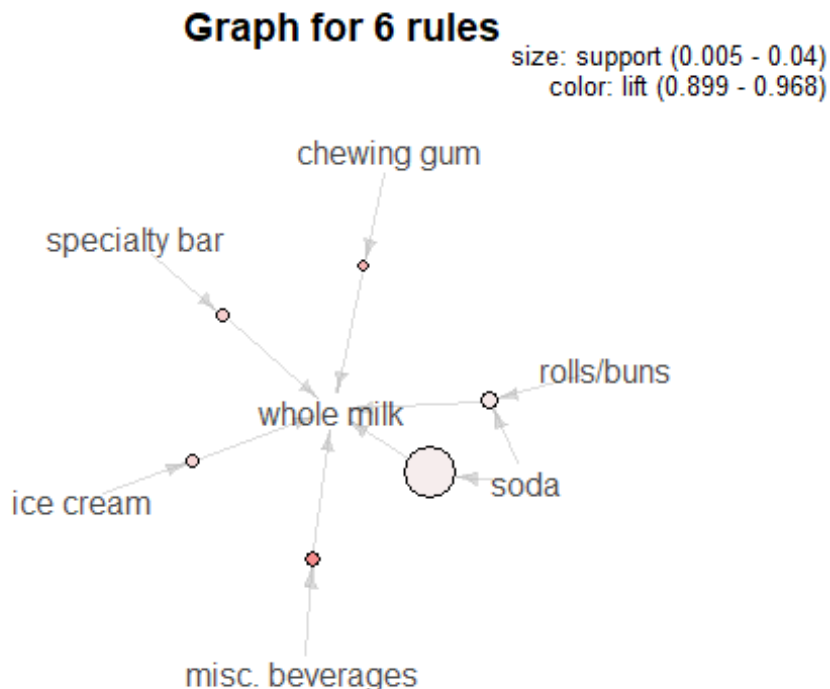 Graph for 6 rules
size: support (0.005 - 0.04)
color: lift (0.899 - 0.968)
chewing gum
specialty bar
rolls/buns
whole milk
soda
ice cream
misc. beverages